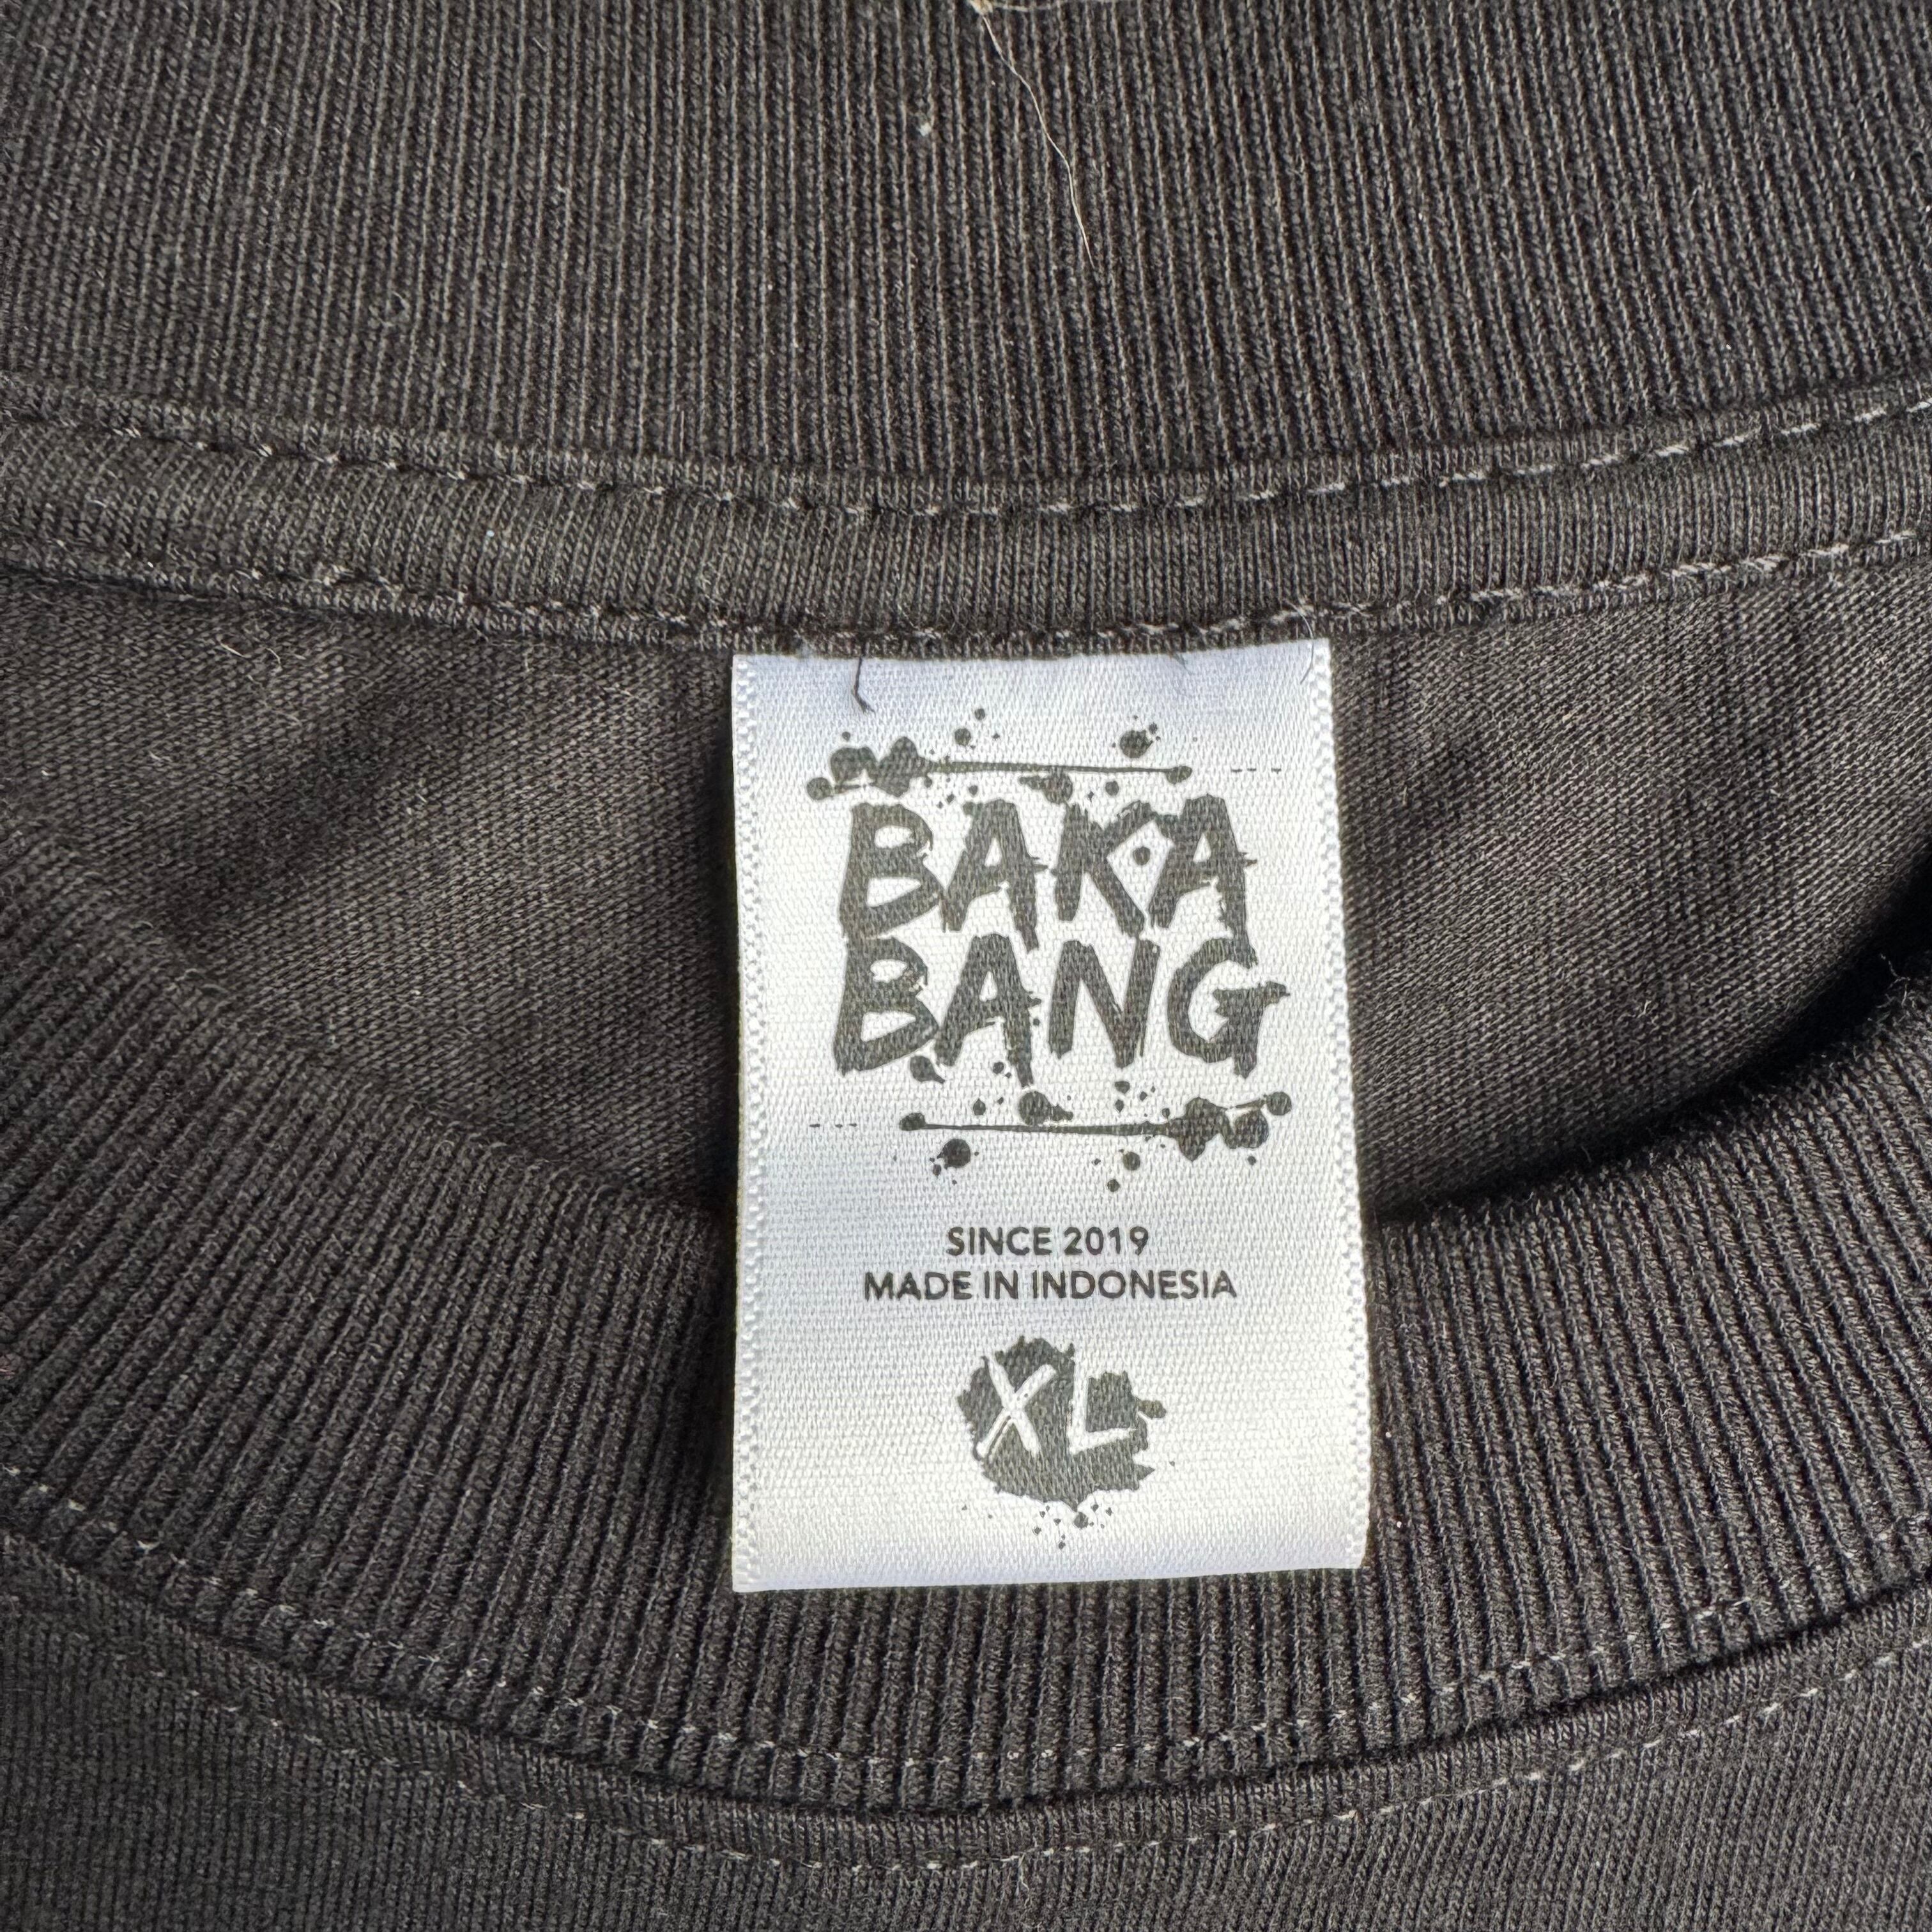 BAKA
BANG
SINCE 2019
MADE IN INDONESIA
XL